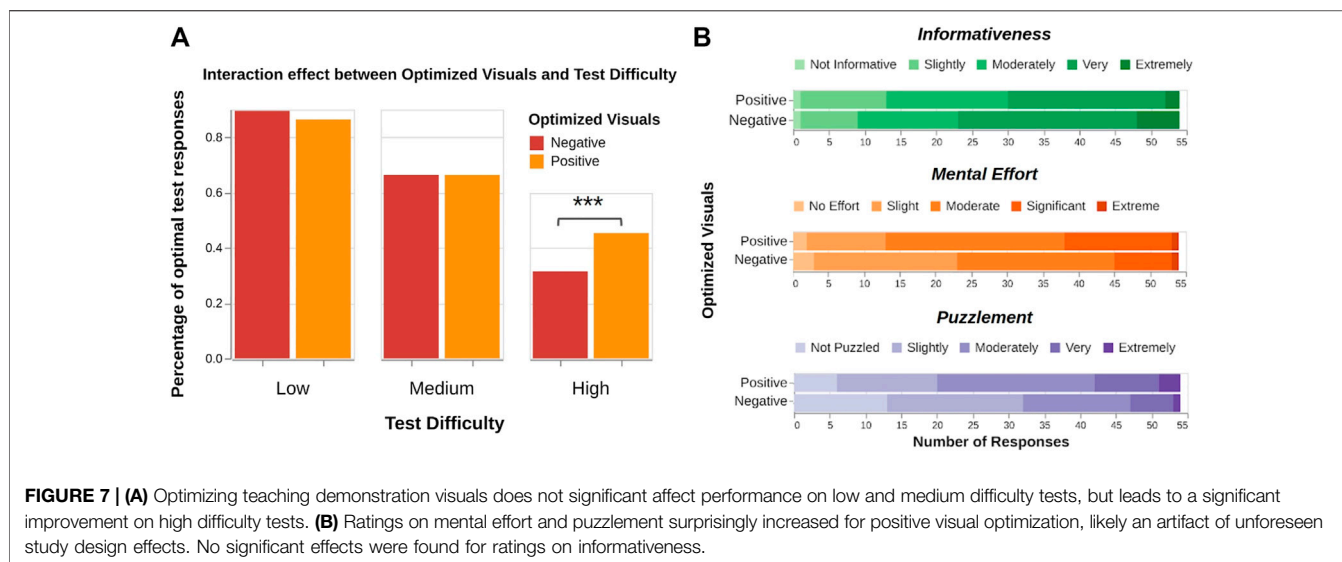 A
Interaction effect between Optimized Visuals and Test Difficulty
Percentage of optimal test responses
0.8
0.6
0.4
0.2
0.0
Optimized Visuals
Negative
Positive
***
Low Medium High
Test Difficulty
B
Optimized Visuals
Informativeness
Not Informative Slightly Moderately Very Extremely
Positive
Negative
0 5 10 15 20 25 30 35 40 45 50 55
Mental Effort
No Effort Slight Moderate Significant Extreme
Positive
Negative
0 5 10 15 20 25 30 35 40 45 50 55
Puzzlement
Not Puzzled Slightly Moderately Very Extremely
Positive
Negative
0 5 10 15 20 25 30 35 40 45 50 55
Number of Responses
FIGURE 7 | (A) Optimizing teaching demonstration visuals does not significant affect performance on low and medium difficulty tests, but leads to a significant
improvement on high difficulty tests. (B) Ratings on mental effort and puzzlement surprisingly increased for positive visual optimization, likely an artifact of unforeseen
study design effects. No significant effects were found for ratings on informativeness.